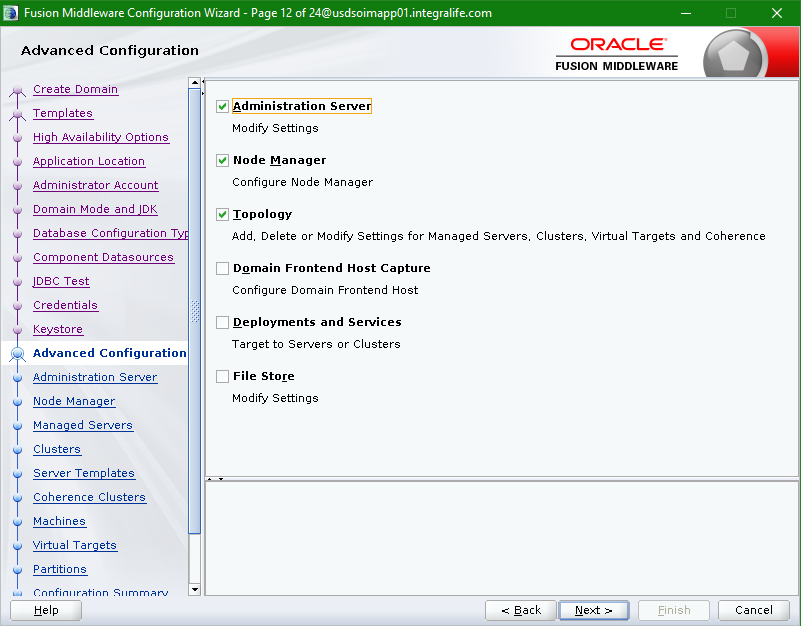 Fusion Middleware Configuration Wizard - Page 12 of 24@usdsoimapp01.integralife.com
Advanced Configuration
ORACLE®
FUSION MIDDLEWARE
Create Domain
Templates
High Availability Options
Application Location
Administrator Account
Domain Mode and JDK
Database Configuration Typ
Component Datasources
JDBC Test
Credentials
Keystore
Advanced Configuration
Administration Server
Node Manager
Managed Servers
Clusters
Server Templates
Coherence Clusters
Machines
Virtual Targets
Partitions
Configuration Summary
Administration Server
Modify Settings
Node Manager
Configure Node Manager
Topology
Add, Delete or Modify Settings for Managed Servers, Clusters, Virtual Targets and Coherence
Domain Frontend Host Capture
Configure Domain Frontend Host
Deployments and Services
Target to Servers or Clusters
File Store
Modify Settings
Help
< Back
Next >
Finish
Cancel